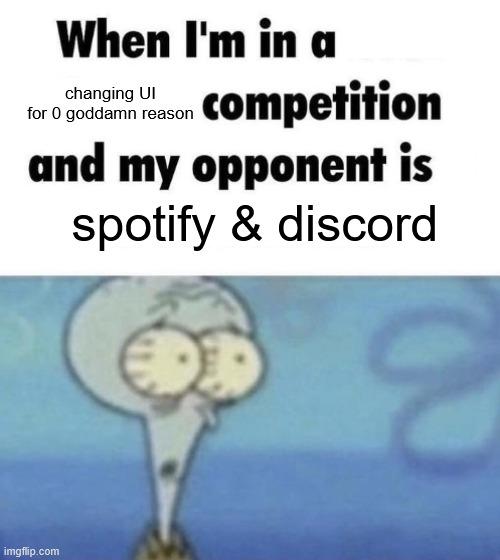 When I'm in a
changing UI
for 0 goddamn reason competition
and my opponent is
spotify & discord
imgflip.com